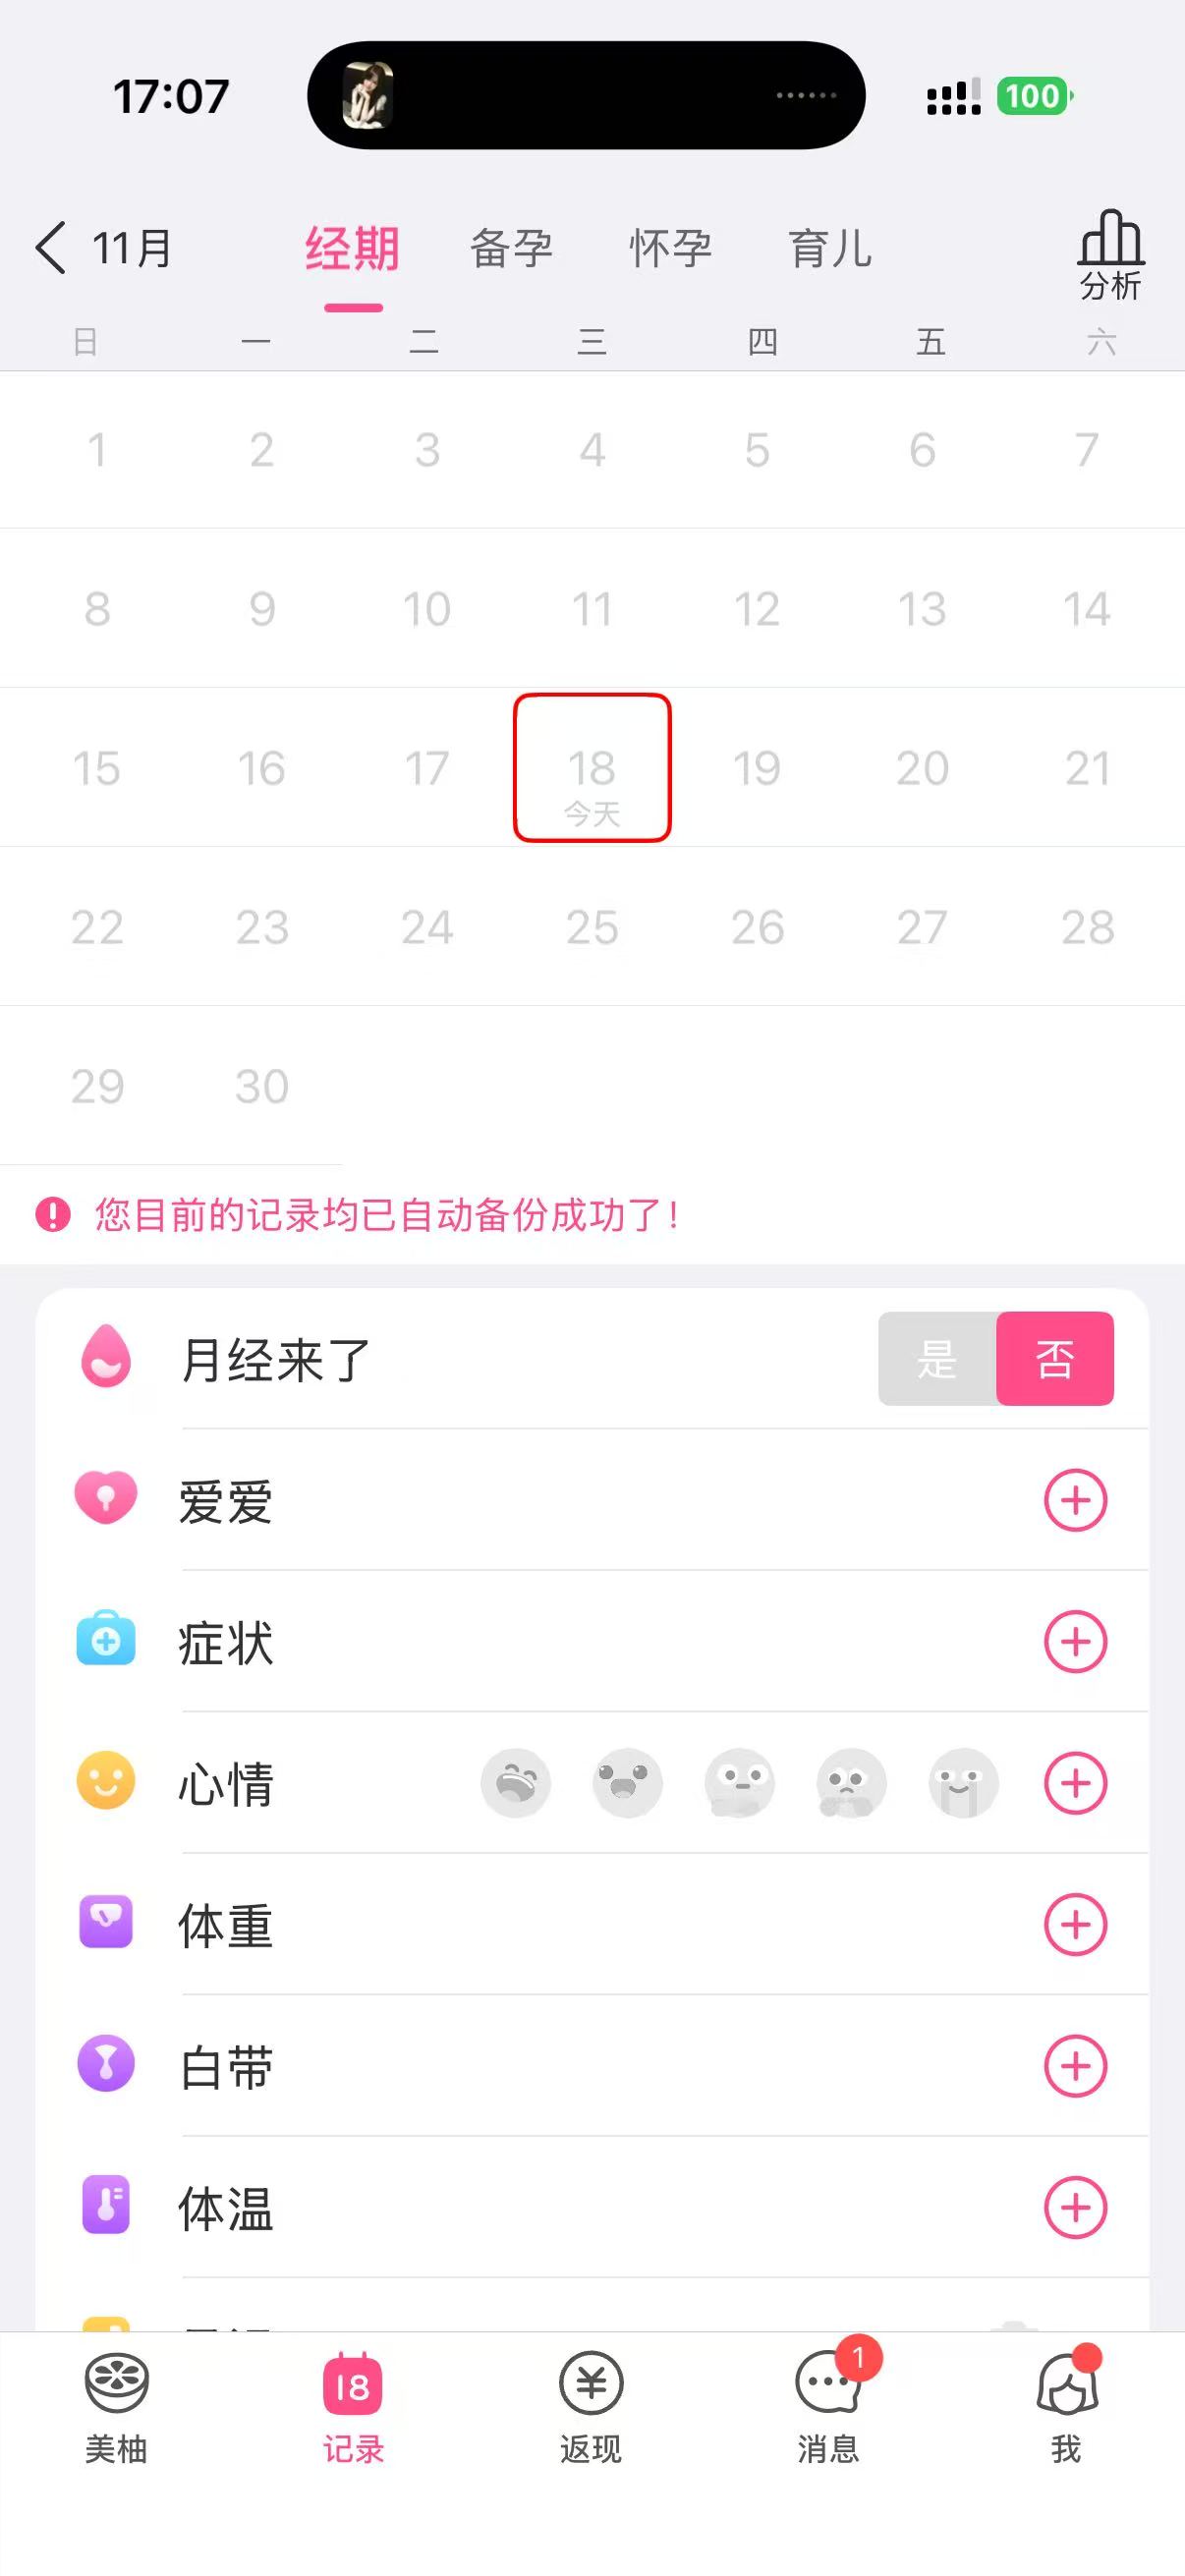 17:07
100
11月 经期 备孕 怀孕 育儿 分析
日 一 二 三 四 五 六
1 2 3 4 5 6 7
8 9 10 11 12 13 14
15 16 17 18 19 20 21
今天
22 23 24 25 26 27 28
29 30
您目前的记录均已自动备份成功了!
月经来了 是 否
爱爱
症状
心情
体重
白带
体温
18 1
美柚 记录 返现 消息 我